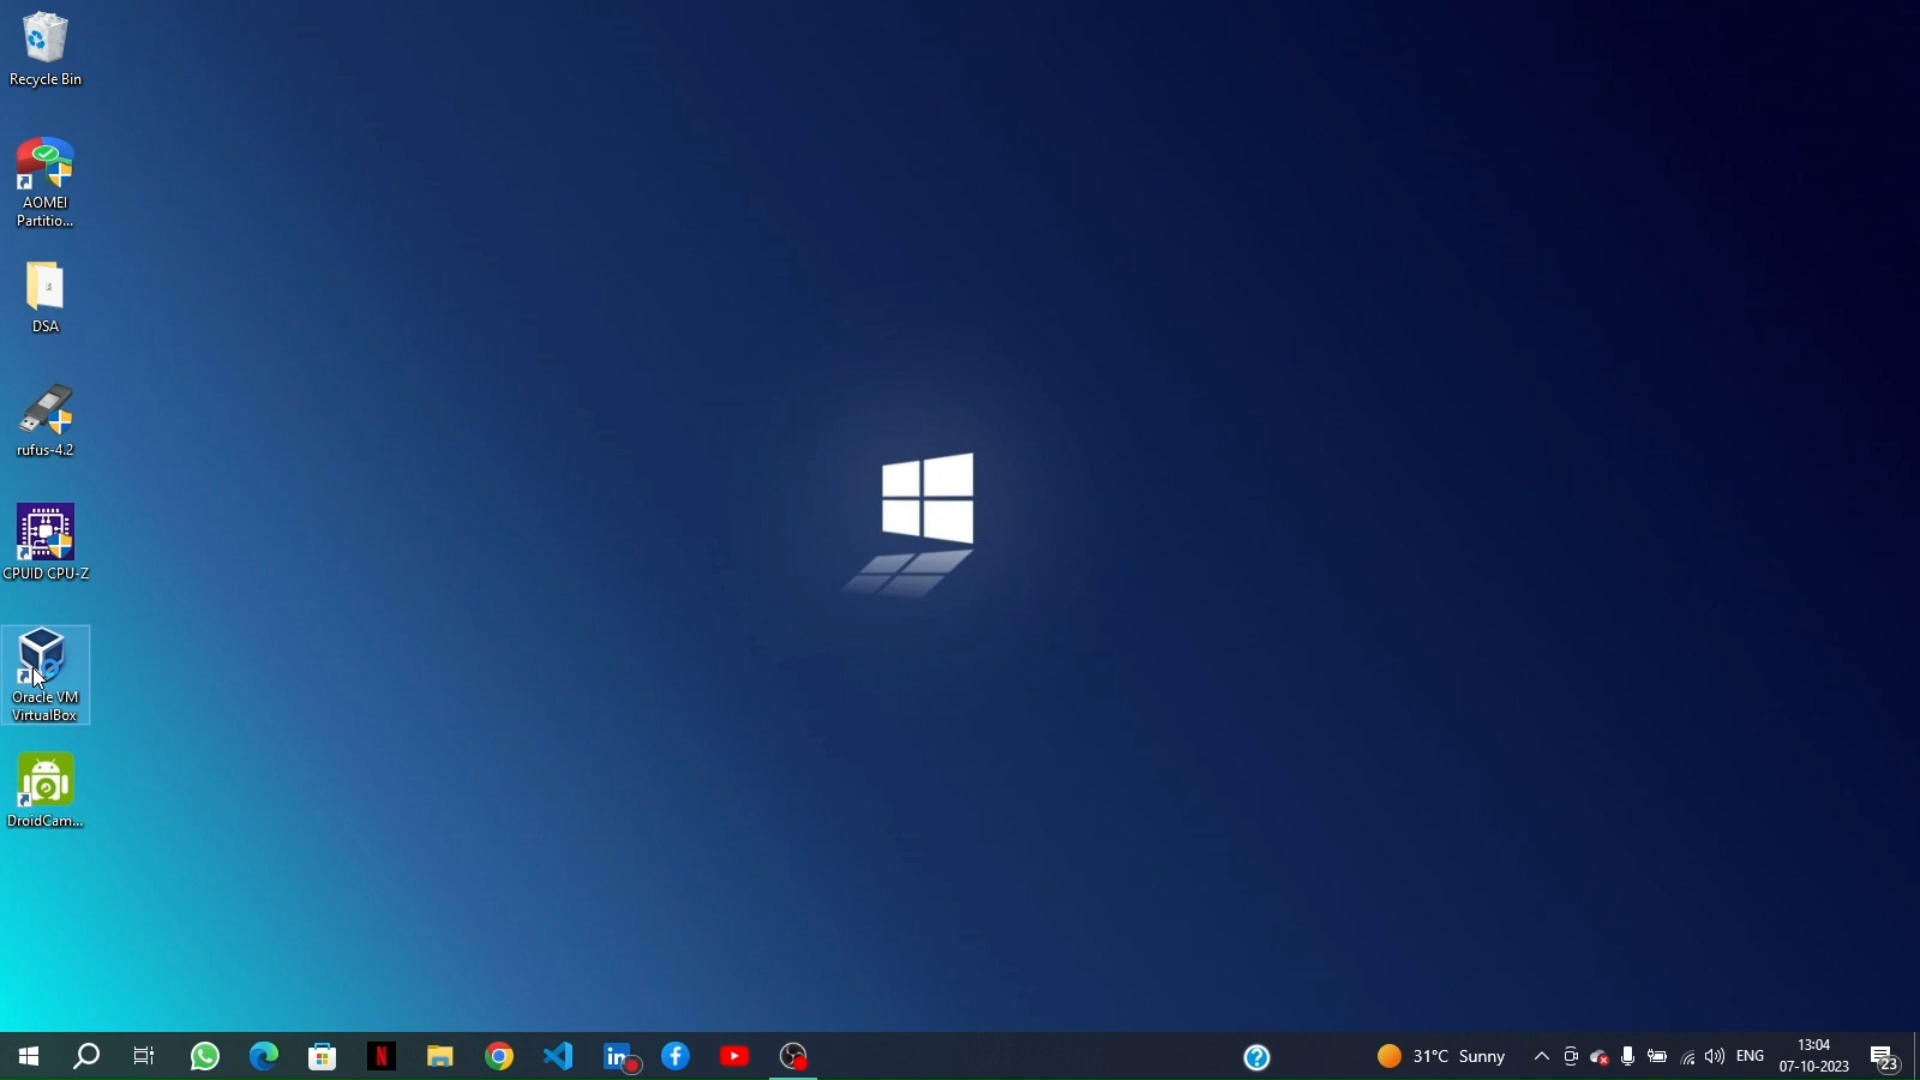 Recycle Bin
AOMEI
Partitio...
DSA
rufus-4.2
CPUID CPU-Z
Oracle VM
VirtualBox
DroidCam...
N
in
31°C Sunny
ENG
13:04
07-10-2023
23